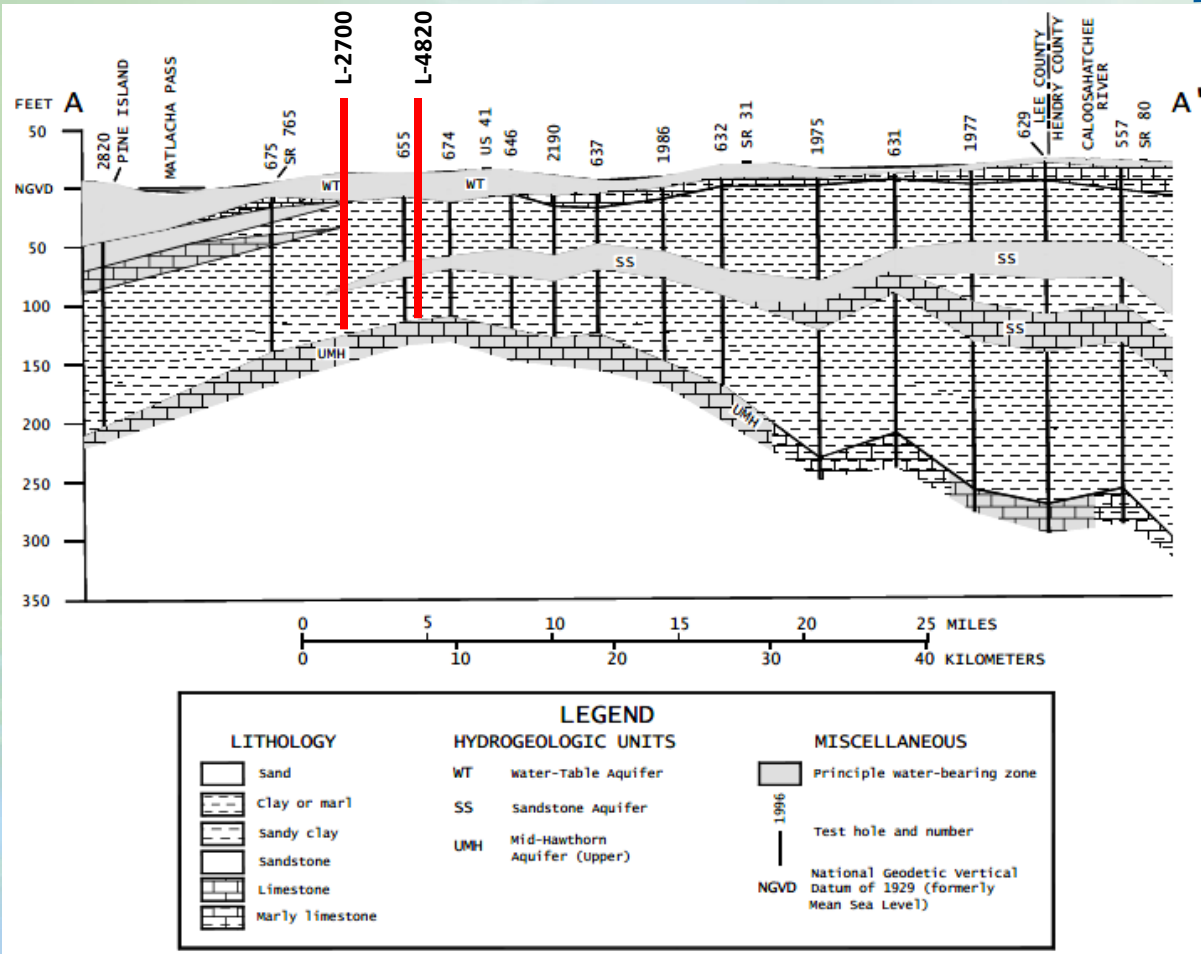 L-2700
L-4820
FEET A
A'
2820
PINE ISLAND
MATLACHA PASS
675
SR 765
655
674
US 41
646
2190
637
1986
632
SR 31
1975
631
1977
629
LEE COUNTY
HENDRY COUNTY
CALOOSAHATCHEE
RIVER
557
SR 80
50
NGVD
50
100
150
200
250
300
350
WT
WT
SS
SS
SS
UMH
UMH
0 5 10 15 20 25 MILES
0 10 20 30 40 KILOMETERS
LEGEND
LITHOLOGY
Sand
Clay or marl
Sandy clay
Sandstone
Limestone
Marly limestone
HYDROGEOLOGIC UNITS
WT Water-Table Aquifer
SS Sandstone Aquifer
UMH Mid-Hawthorn
Aquifer (Upper)
MISCELLANEOUS
Principle water-bearing zone
1996
Test hole and number
NGVD National Geodetic Vertical
Datum of 1929 (formerly
Mean Sea Level)